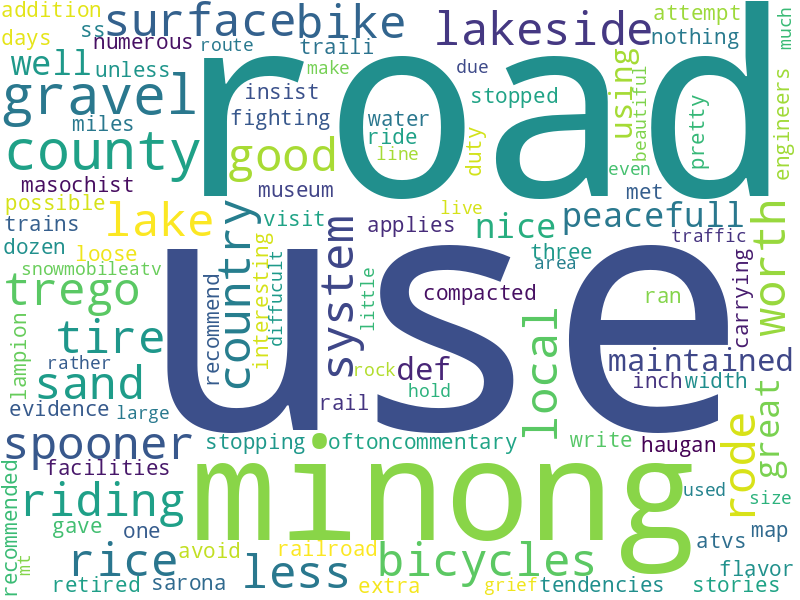 addition
surface
bike
lakeside
attempt
days
ss
numerous
route
traili
nothing
much
well
unless
make
due
road
using
beautiful
gravel
miles
insist
fighting
water
ride
line
stopped
duty
pretty
engineers
county
good
even
masochist
museum
met
possible
lake
country
visit
live
applies
nice
peacefull
worth
trains
traffic
dozen
loose
interesting
diffucult
system
three
area
carrying
snowmobileatv
recommend
little
compacted
ran
trego
use
tire
lampion
rather
sand
rock
def
hold
local
maintained
inch
width
great
evidence
large
rail
spooner
stopping
oftoncommentary
write
haugan
rode
facilities
minong
used
size
recommended
riding
gave
one
avoid
railroad
atvs
map
mt
rice
less
bicycles
flavor
retired
sarona
extra
grief
tendencies
stories